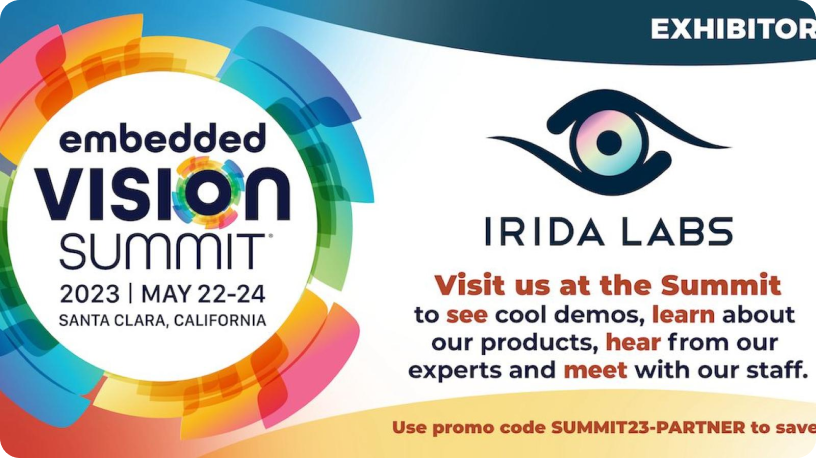 EXHIBITOR
embedded
VISION
SUMMIT®
2023 | MAY 22-24
SANTA CLARA, CALIFORNIA
IRIDA LABS
Visit us at the Summit
to see cool demos, learn about
our products, hear from our
experts and meet with our staff.
Use promo code SUMMIT23-PARTNER to save